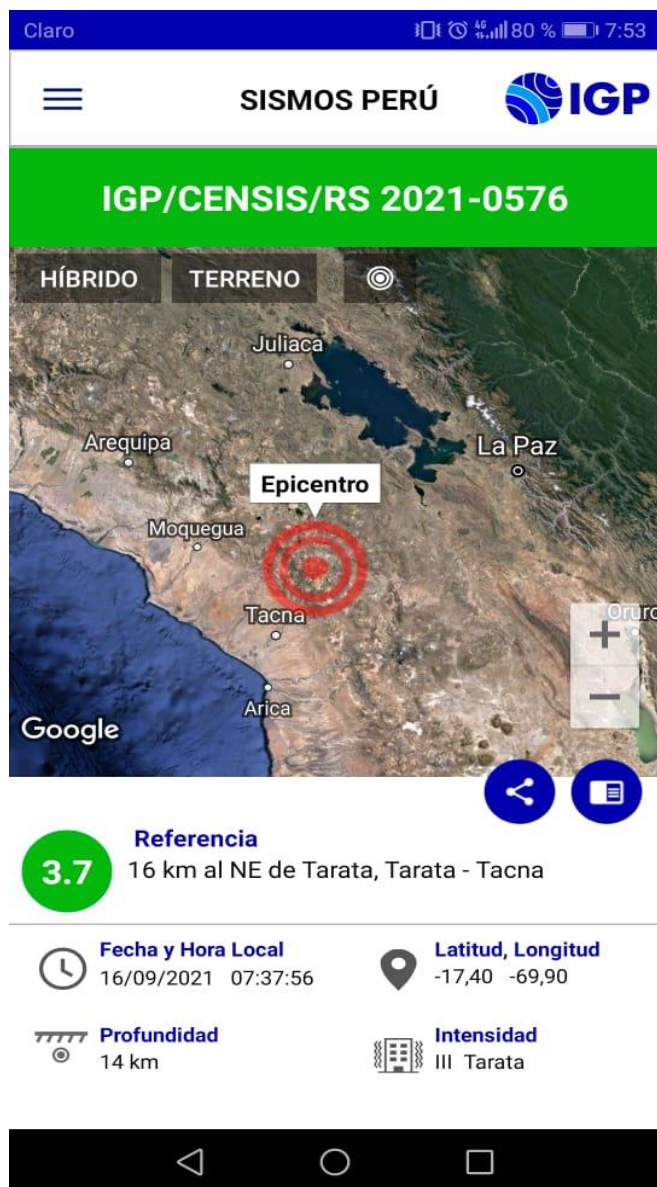 Claro 4G 80 % 7:53
SISMOS PERÚ IGP
IGP/CENSIS/RS 2021-0576
HÍBRIDO TERRENO
Juliaca
Arequipa
La Paz
Epicentro
Moquegua
Tacna
Oruro
Arica
Google
Referencia
3.7 16 km al NE de Tarata, Tarata - Tacna
Fecha y Hora Local
16/09/2021 07:37:56
Latitud, Longitud
-17,40 -69,90
Profundidad
14 km
Intensidad
III Tarata